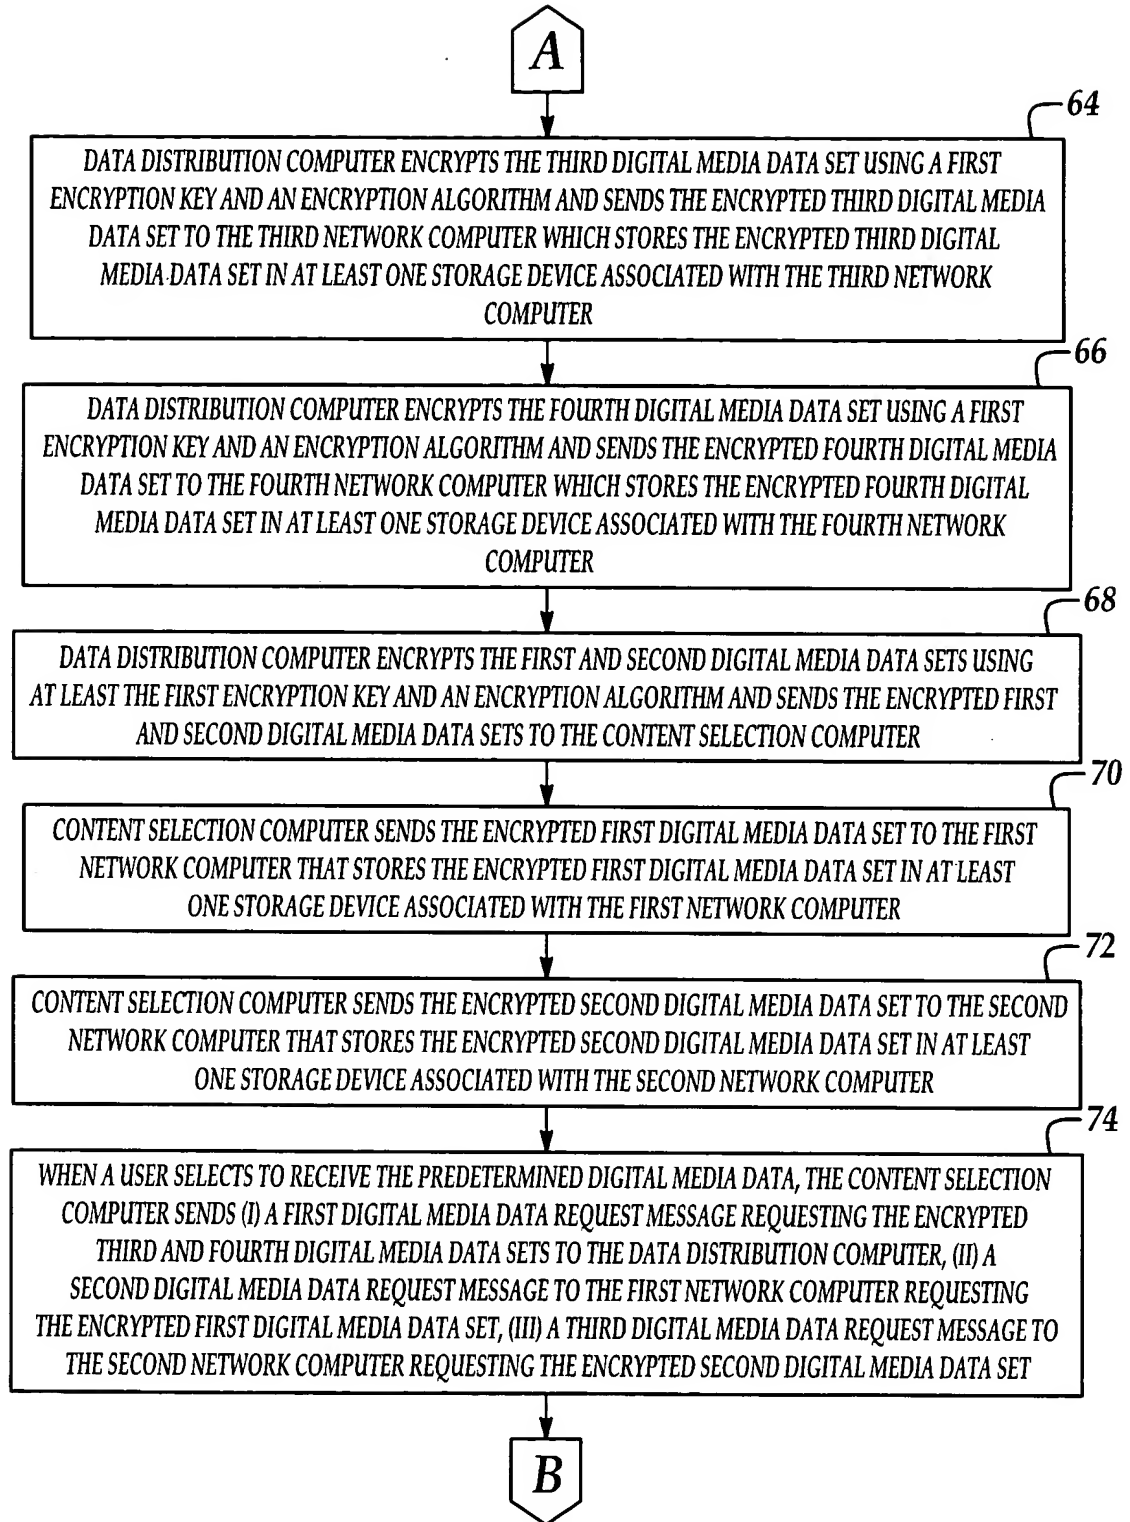 A
64
DATA DISTRIBUTION COMPUTER ENCRYPTS THE THIRD DIGITAL MEDIA DATA SET USING A FIRST
ENCRYPTION KEY AND AN ENCRYPTION ALGORITHM AND SENDS THE ENCRYPTED THIRD DIGITAL MEDIA
DATA SET TO THE THIRD NETWORK COMPUTER WHICH STORES THE ENCRYPTED THIRD DIGITAL
MEDIA DATA SET IN AT LEAST ONE STORAGE DEVICE ASSOCIATED WITH THE THIRD NETWORK
COMPUTER
66
DATA DISTRIBUTION COMPUTER ENCRYPTS THE FOURTH DIGITAL MEDIA DATA SET USING A FIRST
ENCRYPTION KEY AND AN ENCRYPTION ALGORITHM AND SENDS THE ENCRYPTED FOURTH DIGITAL MEDIA
DATA SET TO THE FOURTH NETWORK COMPUTER WHICH STORES THE ENCRYPTED FOURTH DIGITAL
MEDIA DATA SET IN AT LEAST ONE STORAGE DEVICE ASSOCIATED WITH THE FOURTH NETWORK
COMPUTER
68
DATA DISTRIBUTION COMPUTER ENCRYPTS THE FIRST AND SECOND DIGITAL MEDIA DATA SETS USING
AT LEAST THE FIRST ENCRYPTION KEY AND AN ENCRYPTION ALGORITHM AND SENDS THE ENCRYPTED FIRST
AND SECOND DIGITAL MEDIA DATA SETS TO THE CONTENT SELECTION COMPUTER
70
CONTENT SELECTION COMPUTER SENDS THE ENCRYPTED FIRST DIGITAL MEDIA DATA SET TO THE FIRST
NETWORK COMPUTER THAT STORES THE ENCRYPTED FIRST DIGITAL MEDIA DATA SET IN AT LEAST
ONE STORAGE DEVICE ASSOCIATED WITH THE FIRST NETWORK COMPUTER
72
CONTENT SELECTION COMPUTER SENDS THE ENCRYPTED SECOND DIGITAL MEDIA DATA SET TO THE SECOND
NETWORK COMPUTER THAT STORES THE ENCRYPTED SECOND DIGITAL MEDIA DATA SET IN AT LEAST
ONE STORAGE DEVICE ASSOCIATED WITH THE SECOND NETWORK COMPUTER
74
WHEN A USER SELECTS TO RECEIVE THE PREDETERMINED DIGITAL MEDIA DATA, THE CONTENT SELECTION
COMPUTER SENDS (I) A FIRST DIGITAL MEDIA DATA REQUEST MESSAGE REQUESTING THE ENCRYPTED
THIRD AND FOURTH DIGITAL MEDIA DATA SETS TO THE DATA DISTRIBUTION COMPUTER, (II) A
SECOND DIGITAL MEDIA DATA REQUEST MESSAGE TO THE FIRST NETWORK COMPUTER REQUESTING
THE ENCRYPTED FIRST DIGITAL MEDIA DATA SET, (III) A THIRD DIGITAL MEDIA DATA REQUEST MESSAGE TO
THE SECOND NETWORK COMPUTER REQUESTING THE ENCRYPTED SECOND DIGITAL MEDIA DATA SET
B